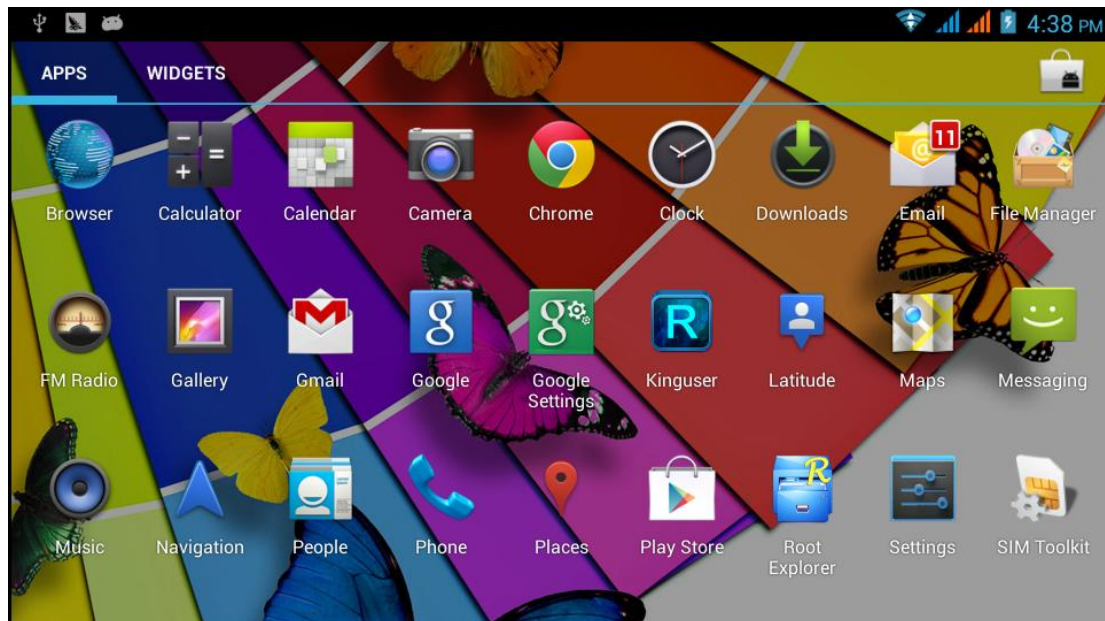 4:38 PM
APPS WIDGETS
11
Browser Calculator Calendar Camera Chrome Clock Downloads Email File Manager
g g R
FM Radio Gallery Gmail Google Google Settings Kinguser Latitude Maps Messaging
R
Music Navigation People Phone Places Play Store Root Explorer Settings SIM Toolkit